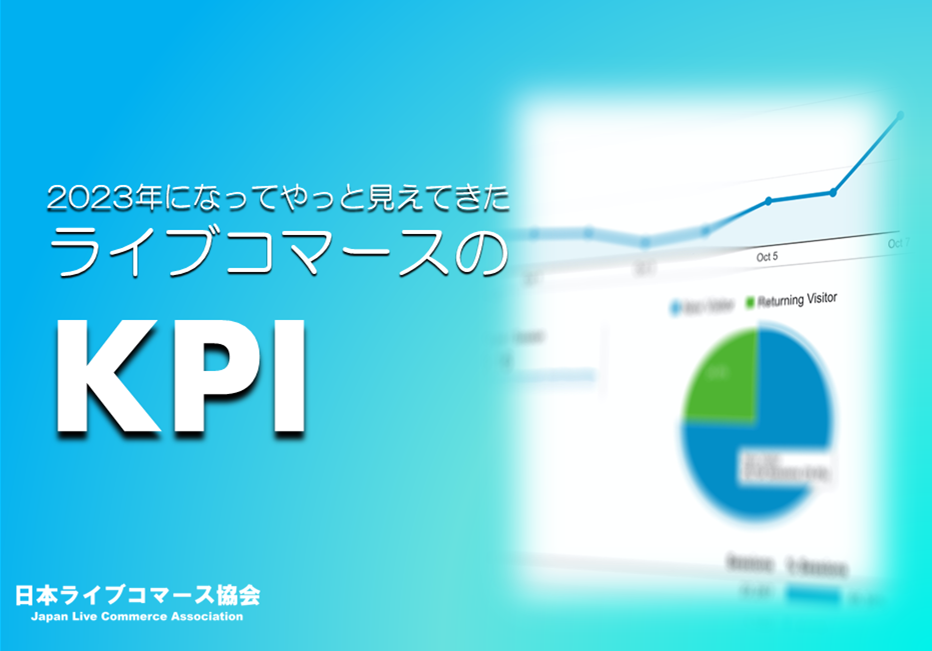 2023年になってやっと見えてきた
ライブコマースの
KPI
Oct 5
Oct 7
Returning Visitor
日本ライブコマース協会
Japan Live Commerce Association